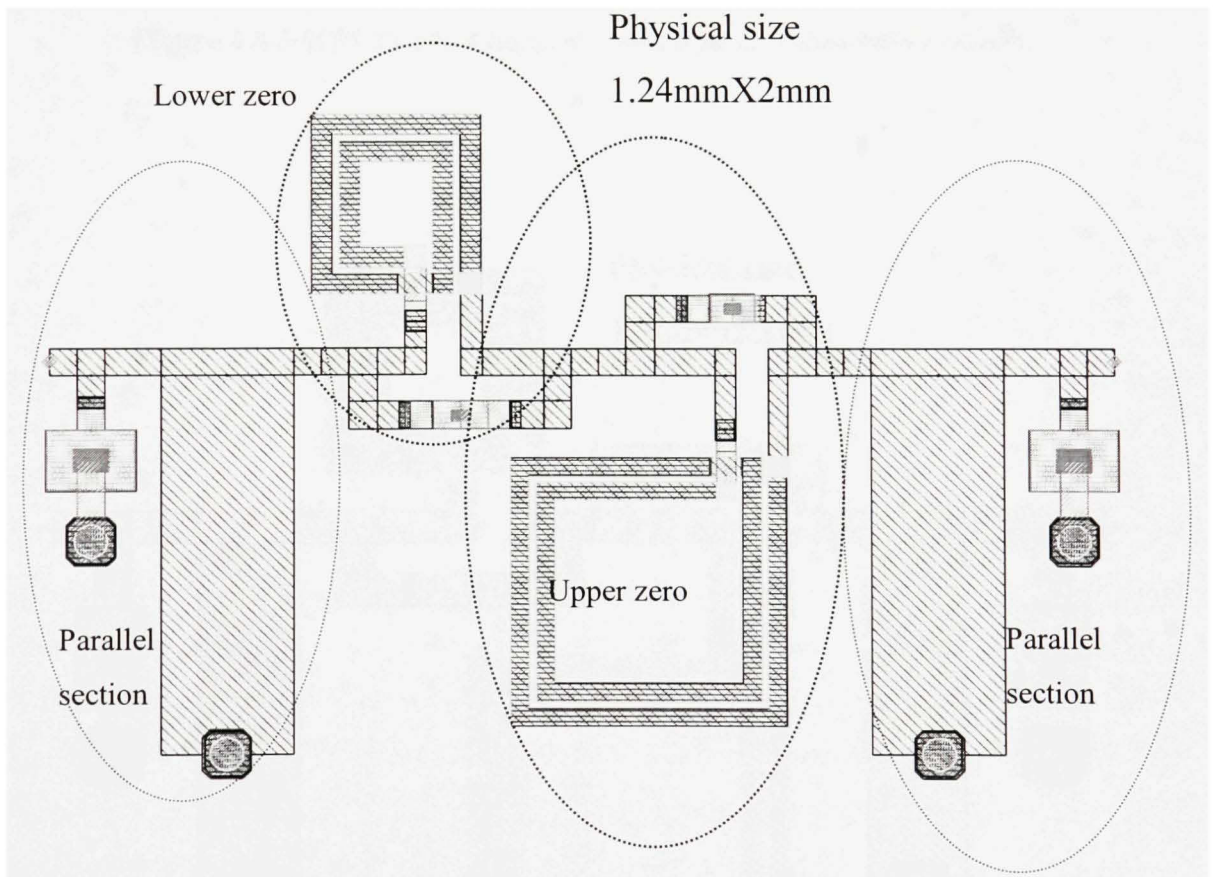 Physical size
1.24mmX2mm
Lower zero
Upper zero
Parallel
section
Parallel
section